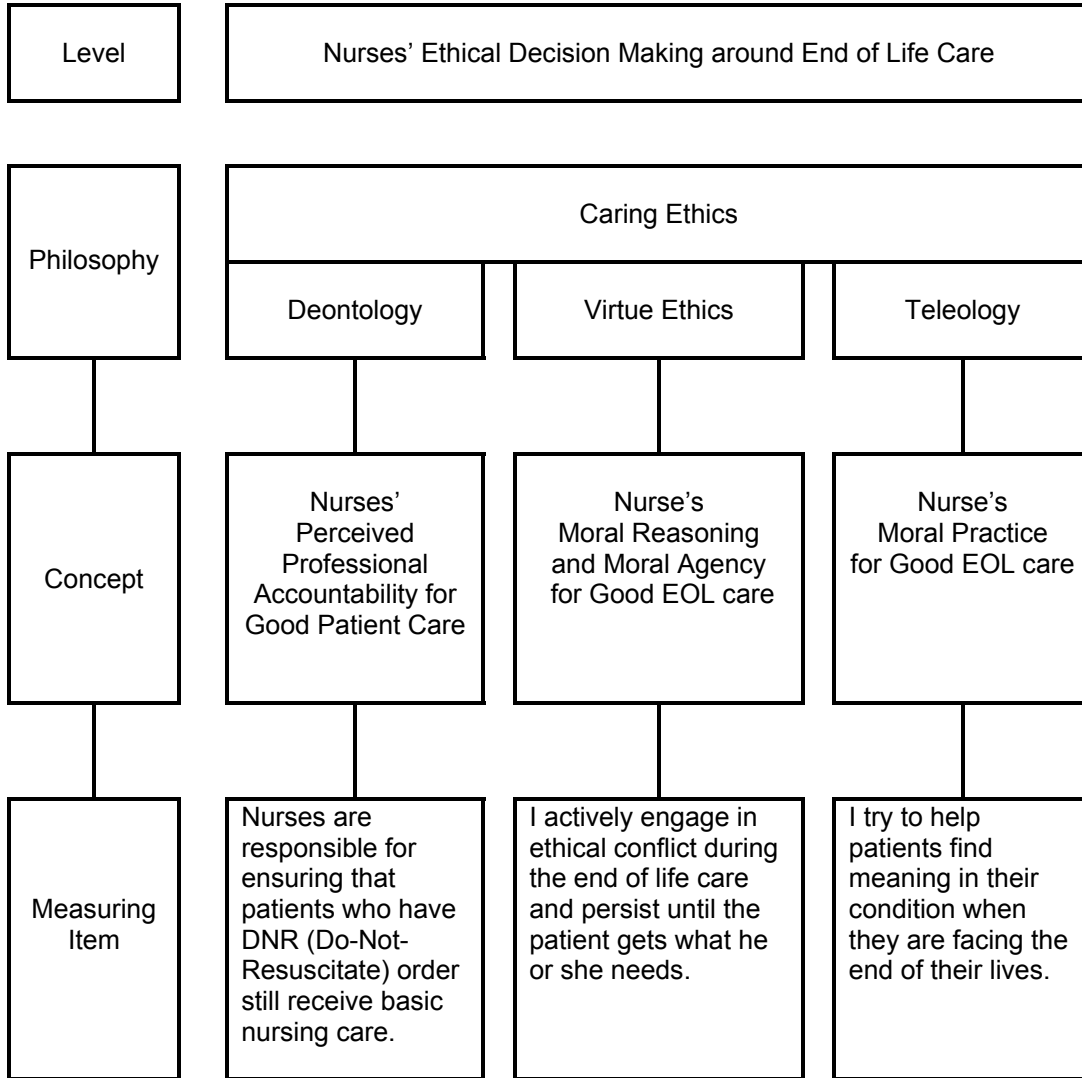 Level
Nurses’ Ethical Decision Making around End of Life Care
Philosophy
Caring Ethics
Deontology
Virtue Ethics
Teleology
Concept
Nurses’
Perceived
Professional
Accountability for
Good Patient Care
Nurse’s
Moral Reasoning
and Moral Agency
for Good EOL care
Nurse’s
Moral Practice
for Good EOL care
Measuring
Item
Nurses are
responsible for
ensuring that
patients who have
DNR (Do-Not-
Resuscitate) order
still receive basic
nursing care.
I actively engage in
ethical conflict during
the end of life care
and persist until the
patient gets what he
or she needs.
I try to help
patients find
meaning in their
condition when
they are facing the
end of their lives.